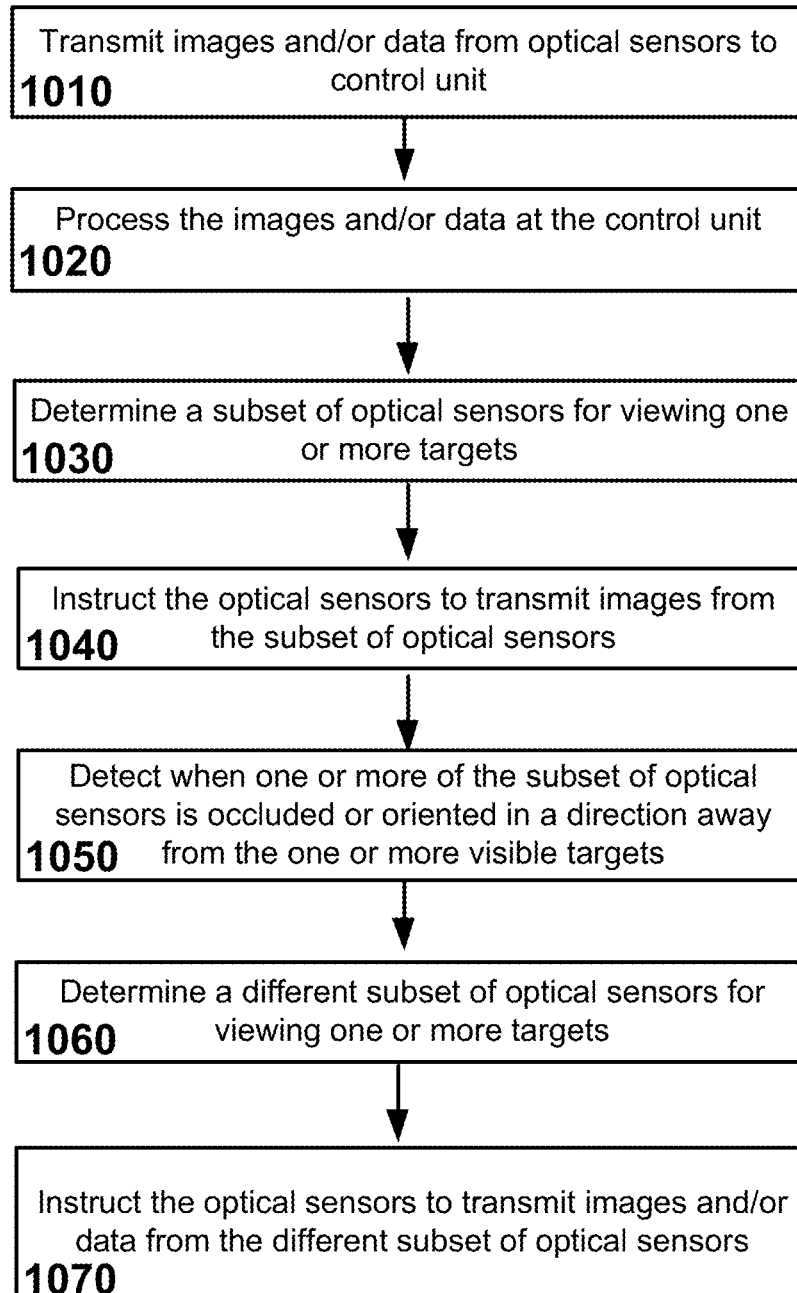 Transmit images and/or data from optical sensors to
control unit
1010
Process the images and/or data at the control unit
1020
Determine a subset of optical sensors for viewing one
or more targets
1030
Instruct the optical sensors to transmit images from
the subset of optical sensors
1040
Detect when one or more of the subset of optical
sensors is occluded or oriented in a direction away
from the one or more visible targets
1050
Determine a different subset of optical sensors for
viewing one or more targets
1060
Instruct the optical sensors to transmit images and/or
data from the different subset of optical sensors
1070